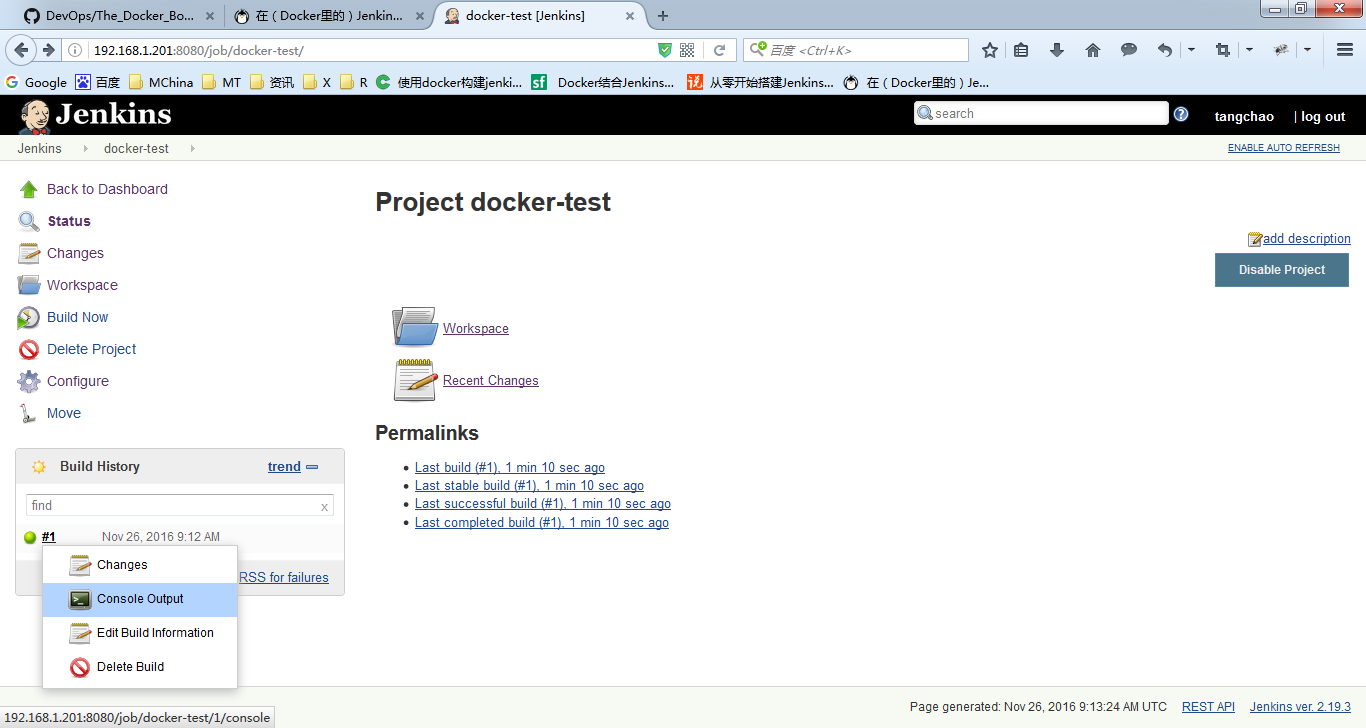 DevOps/The_Docker_Bo...
在（Docker里的）Jenkin...
docker-test [Jenkins]
192.168.1.201:8080/job/docker-test/
百度 <Ctrl+K>
Google 百度 MChina MT 资讯 X R 使用docker构建jenki... Docker结合Jenkins... 从零开始搭建Jenkins... 在（Docker里的）Je...
Jenkins
search
tangchao
| log out
Jenkins docker-test
ENABLE AUTO REFRESH
Back to Dashboard
Status
Changes
Workspace
Build Now
Delete Project
Configure
Move
Project docker-test
add description
Disable Project
Workspace
Recent Changes
Permalinks
Last build (#1), 1 min 10 sec ago
Last stable build (#1), 1 min 10 sec ago
Last successful build (#1), 1 min 10 sec ago
Last completed build (#1), 1 min 10 sec ago
Build History
trend
find
x
#1 Nov 26, 2016 9:12 AM
RSS for failures
Changes
Console Output
Edit Build Information
Delete Build
Page generated: Nov 26, 2016 9:13:24 AM UTC REST API Jenkins ver. 2.19.3
192.168.1.201:8080/job/docker-test/1/console